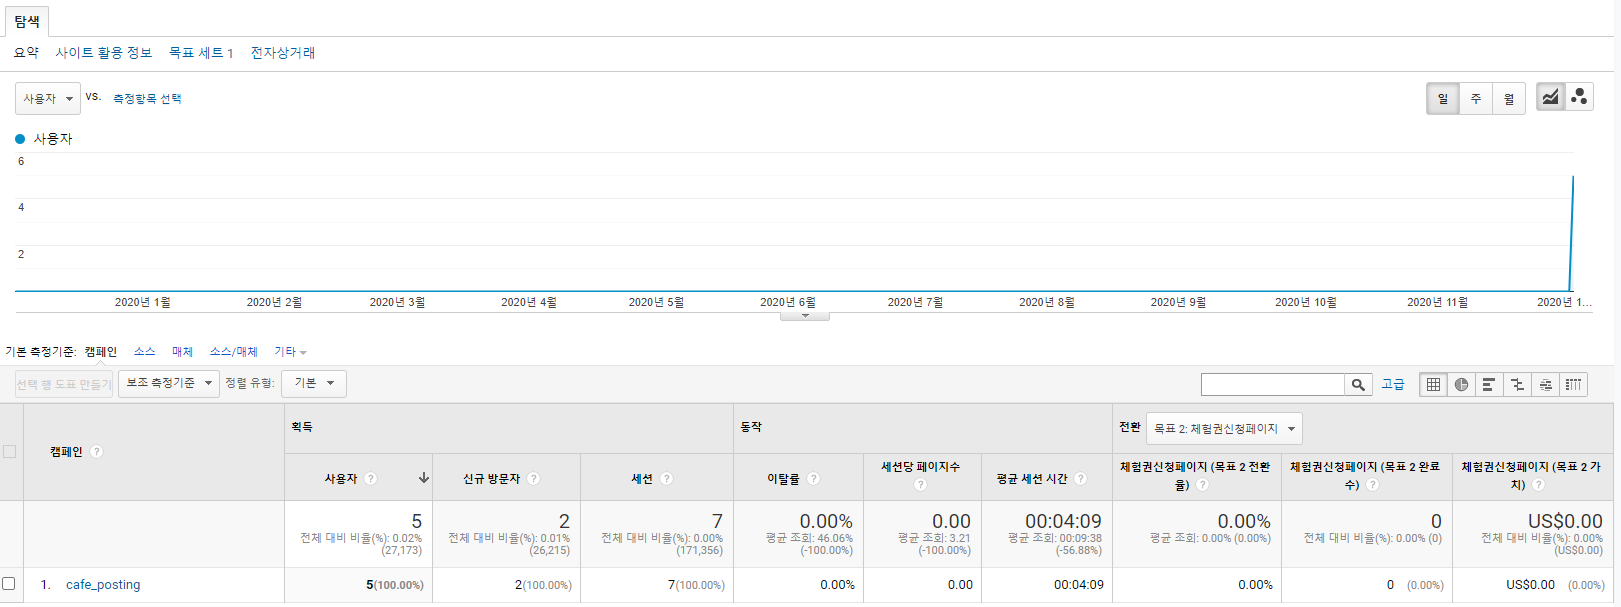 탐색
요약 사이트 활용 정보 목표 세트 1 전자상거래
사용자 vs. 측정항목 선택 일 주 월
사용자
6
4
2
2020년 1월 2020년 2월 2020년 3월 2020년 4월 2020년 5월 2020년 6월 2020년 7월 2020년 8월 2020년 9월 2020년 10월 2020년 11월 2020년 1...
기본 측정기준: 캠페인 소스 매체 소스/매체 기타
선택 행 도표 만들기 보조 측정기준 정렬 유형: 기본 고급
캠페인 ?
획득 동작 전환 목표 2: 체험권신청페이지
사용자 ? 신규 방문자 ? 세션 ? 이탈률 ? 세션당 페이지수 ? 평균 세션 시간 ? 체험권신청페이지 (목표 2 전환율) ? 체험권신청페이지 (목표 2 완료 수) ? 체험권신청페이지 (목표 2 가치) ?
5 2 7 0.00% 0.00 00:04:09 0.00% 0 US$0.00
전체 대비 비율(%): 0.02% 전체 대비 비율(%): 0.01% 전체 대비 비율(%): 0.00% 평균 조회: 46.06% 평균 조회: 3.21 평균 조회: 00:09:38 평균 조회: 0.00% (0.00%) 전체 대비 비율(%): 0.00% (0) 전체 대비 비율(%): 0.00%
(27,173) (26,215) (171,356) (-100.00%) (-100.00%) (-56.88%) (US$0.00)
1. cafe_posting 5(100.00%) 2(100.00%) 7(100.00%) 0.00% 0.00 00:04:09 0.00% 0 (0.00%) US$0.00 (0.00%)